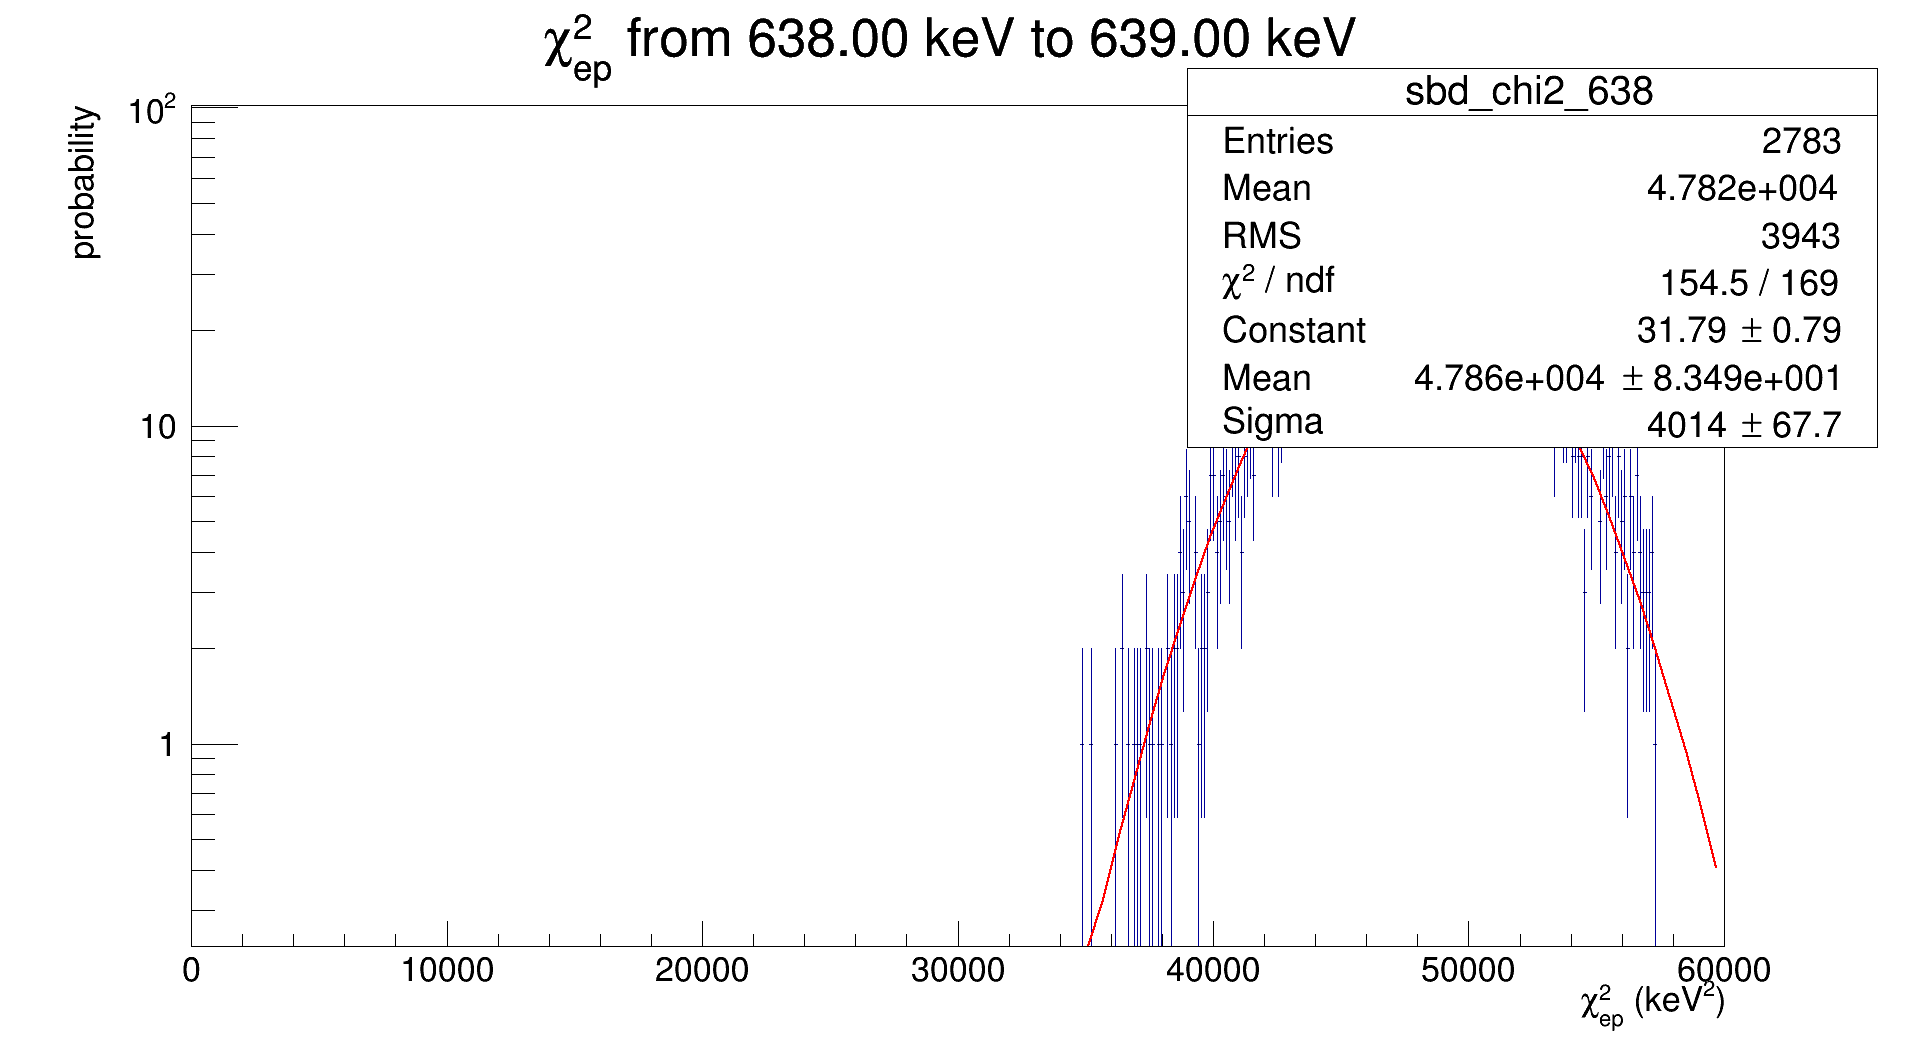 χ²ep from 638.00 keV to 639.00 keV
probability
10²
10
1
sbd_chi2_638
Entries 2783
Mean 4.782e+004
RMS 3943
χ² / ndf 154.5 / 169
Constant 31.79 ± 0.79
Mean 4.786e+004 ± 8.349e+001
Sigma 4014 ± 67.7
0 10000 20000 30000 40000 50000 60000
χ²ep (keV²)